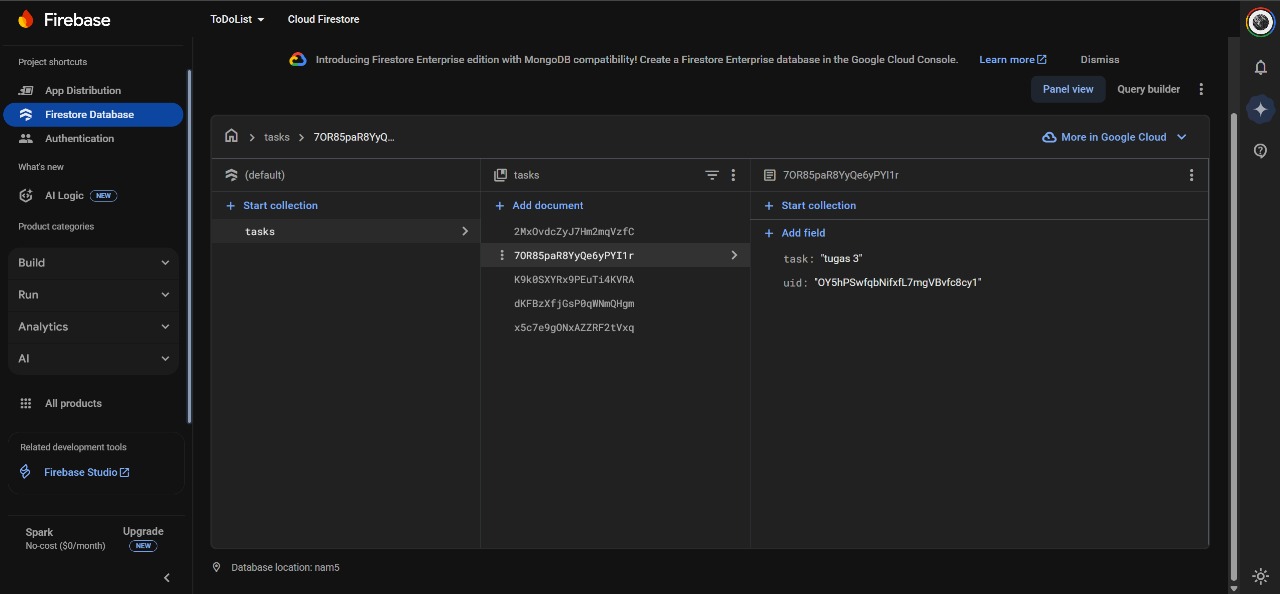 Firebase
ToDoList
Cloud Firestore
Project shortcuts
App Distribution
Firestore Database
Authentication
What's new
AI Logic NEW
Product categories
Build
Run
Analytics
AI
All products
Related development tools
Firebase Studio
Spark
No-cost ($0/month)
Upgrade
NEW
Introducing Firestore Enterprise edition with MongoDB compatibility! Create a Firestore Enterprise database in the Google Cloud Console. Learn more Dismiss
Panel view Query builder
tasks 7OR85paR8YyQ…
More in Google Cloud
(default)
Start collection
tasks
tasks
Add document
2MxOvdcZyJ7Hm2mqVzfC
7OR85paR8YyQe6yPYI1r
K9k0SXYRx9PEuTi4KVRA
dKFBzXfjGsP0qWNmQHgm
x5c7e9gONxAZZRF2tVxq
7OR85paR8YyQe6yPYI1r
Start collection
Add field
task: "tugas 3"
uid: "OY5hPSwfqbNifxfL7mgVBvfc8cy1"
Database location: nam5